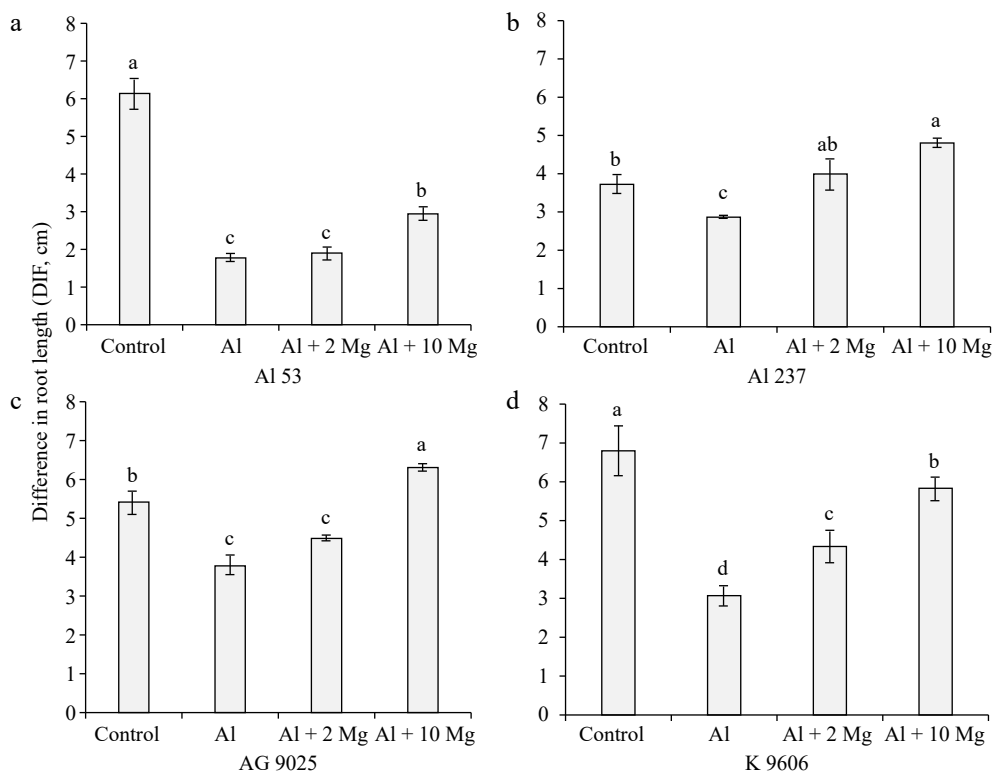 a
8
7
6
5
4
3
2
1
0
a
c
c
b
Control Al Al + 2 Mg Al + 10 Mg
Al 53
b
8
7
6
5
4
3
2
1
0
b
c
ab
a
Control Al Al + 2 Mg Al + 10 Mg
Al 237
Difference in root length (DIF, cm)
c
8
7
6
5
4
3
2
1
0
b
c
c
a
Control Al Al + 2 Mg Al + 10 Mg
AG 9025
d
8
7
6
5
4
3
2
1
0
a
d
c
b
Control Al Al + 2 Mg Al + 10 Mg
K 9606